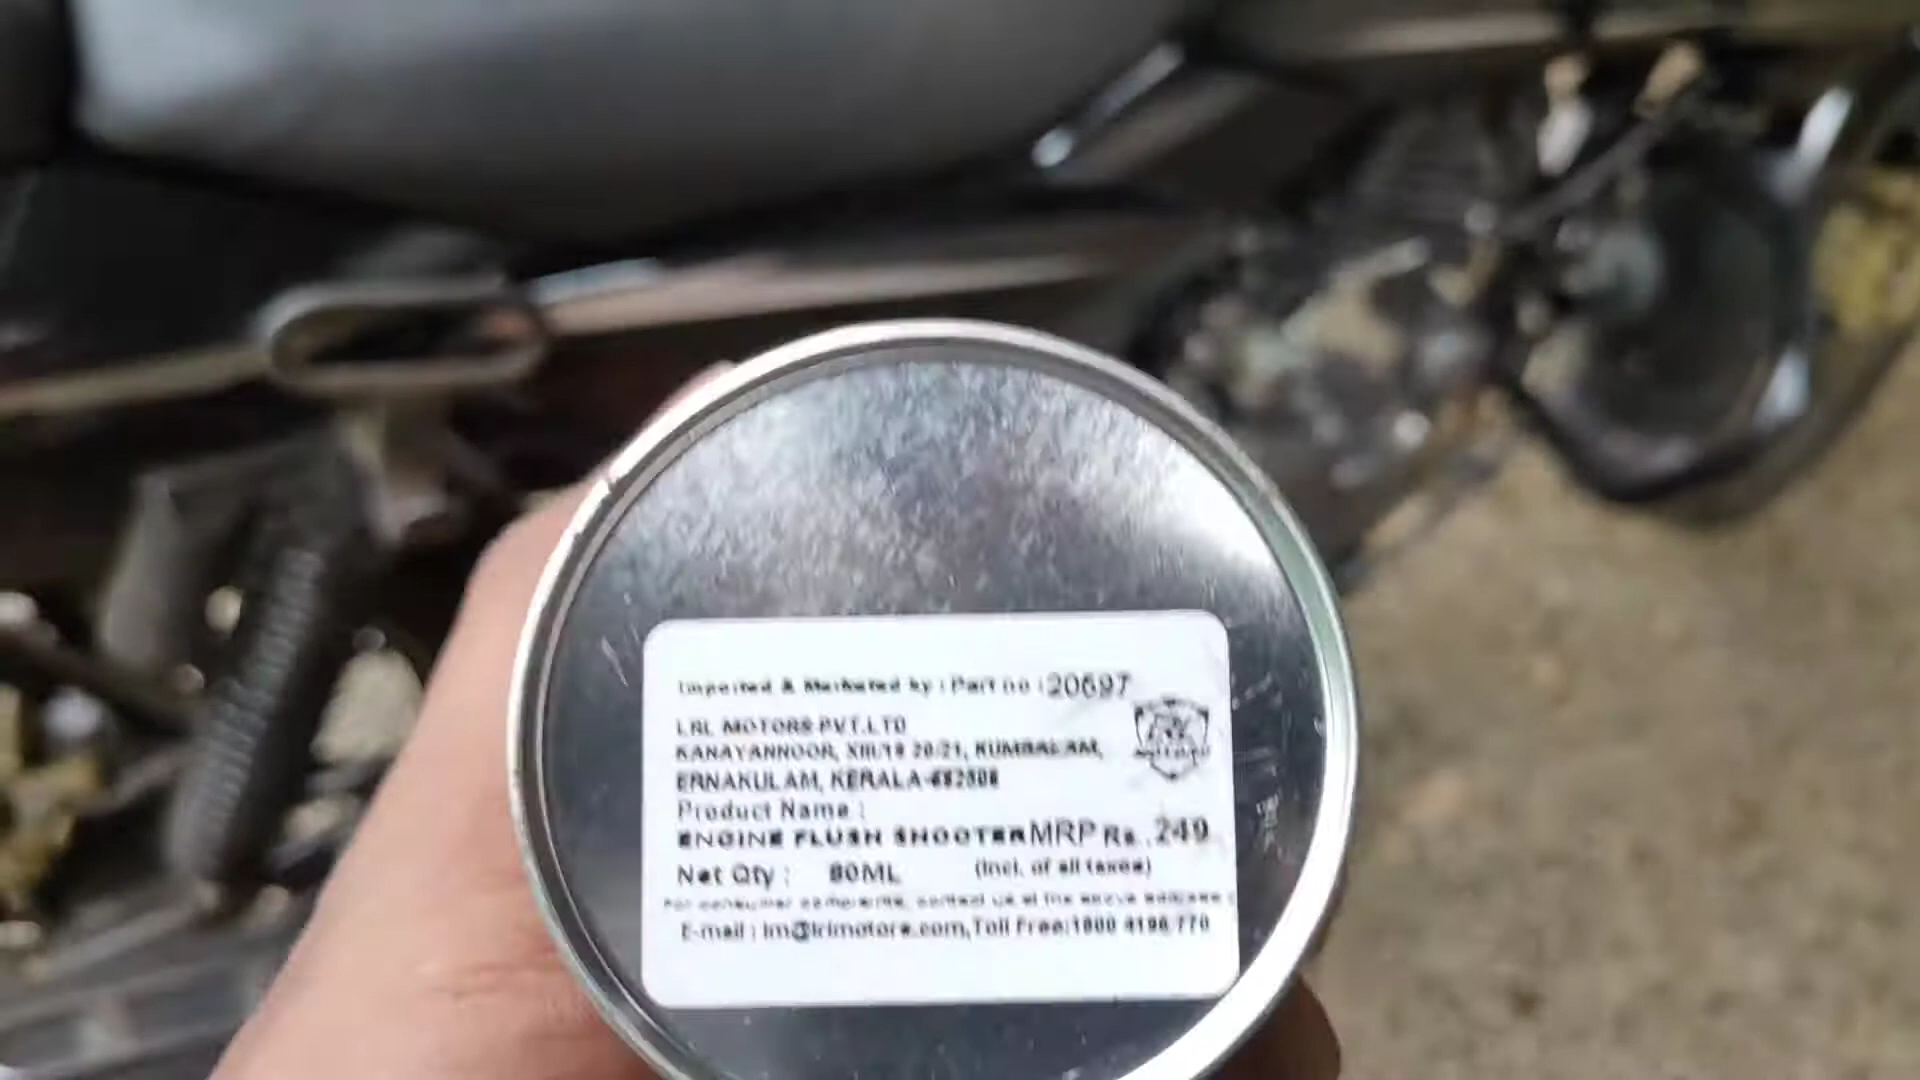 Imported & Marketed by : Part no : 20697
LRL MOTORS PVT.LTD
KANAYANNOOR, XIII/19 20/21, KUMBALAM,
ERNAKULAM, KERALA-682506
Product Name :
ENGINE FLUSH SHOOTER MRP Rs. 249
Net Qty : 80ML (Incl. of all taxes)
For consumer complaints, contact us at the above address
E-mail : lm@lrlmotors.com, Toll Free:1800 4196 770